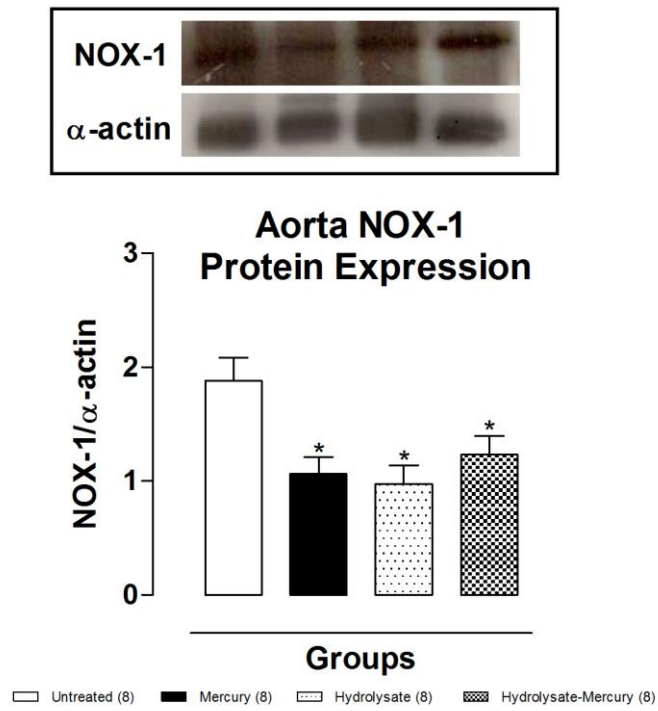 NOX-1
α-actin
Aorta NOX-1
Protein Expression
3
2
1
0
NOX-1/α-actin
*
*
*
Groups
Untreated (8) Mercury (8) Hydrolysate (8) Hydrolysate-Mercury (8)